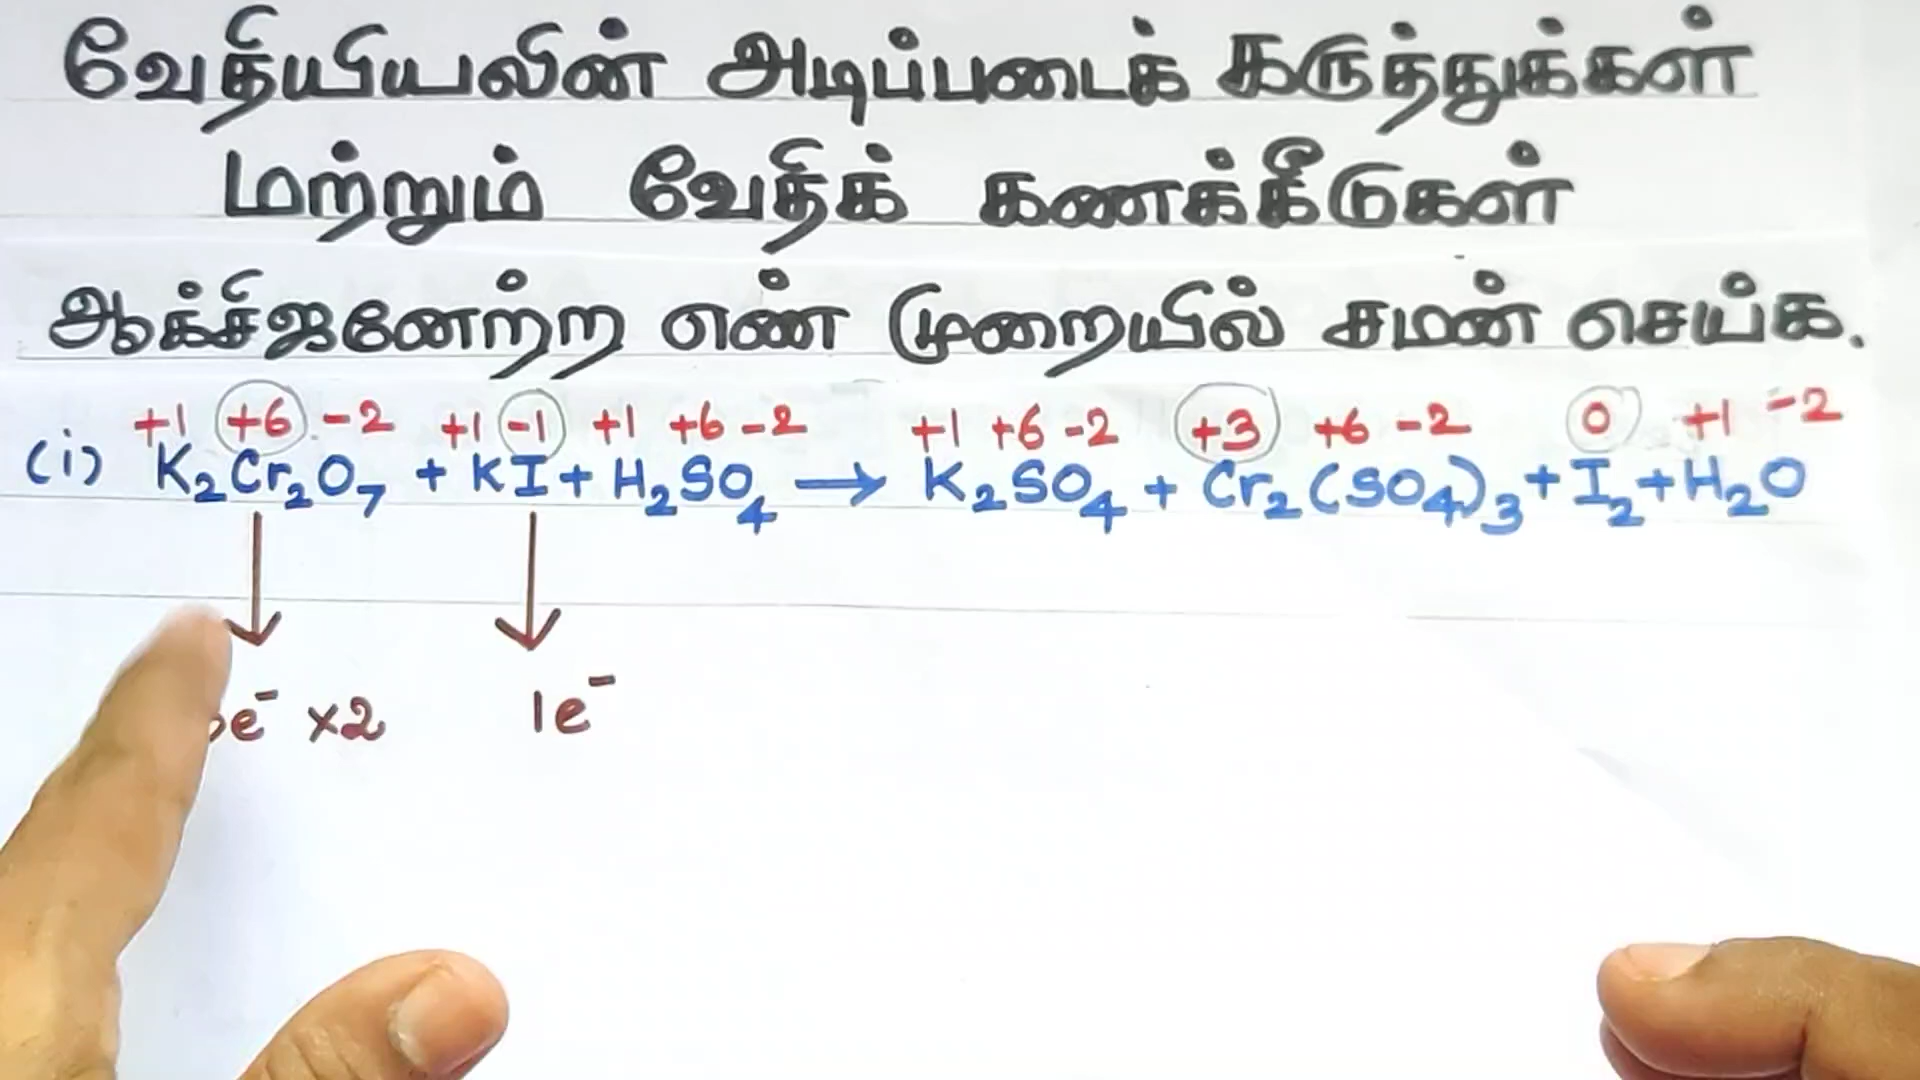 வேதியியலின் அடிப்படைக் கருத்துக்கள்
மற்றும் வேதிக் கணக்கீடுகள்
ஆக்சிஜனேற்ற எண் முறையில் சமன் செய்க.
+1 +6 -2 +1 -1 +1 +6 -2 +1 +6 -2 +3 +6 -2 0 +1 -2
(i) K₂Cr₂O₇ + KI + H₂SO₄ → K₂SO₄ + Cr₂(SO₄)₃ + I₂ + H₂O
e⁻ ×2 1e⁻